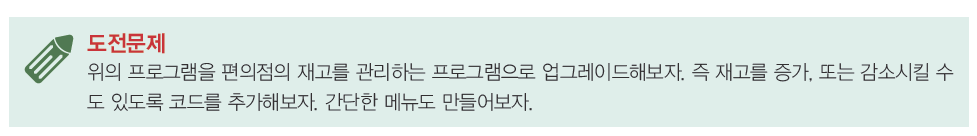 도전문제
위의 프로그램을 편의점의 재고를 관리하는 프로그램으로 업그레이드해보자. 즉 재고를 증가, 또는 감소시킬 수
도 있도록 코드를 추가해보자. 간단한 메뉴도 만들어보자.